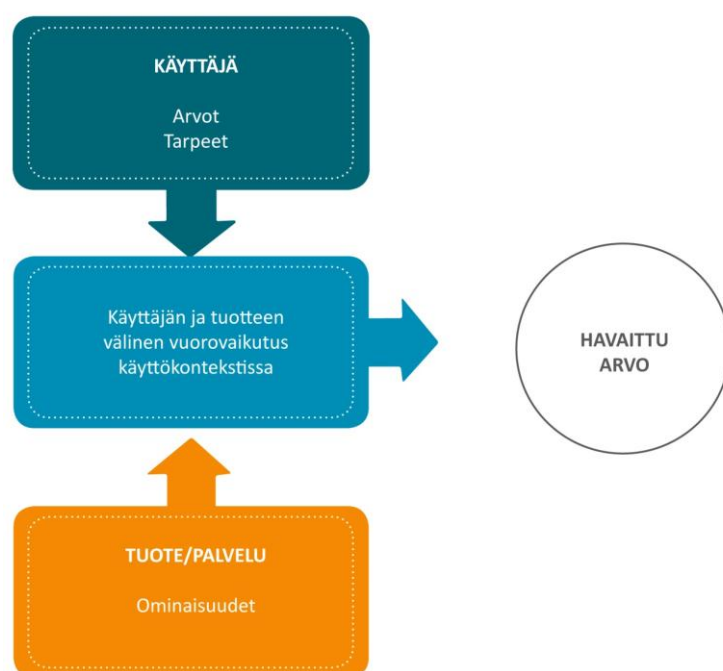 KÄYTTÄJÄ
Arvot
Tarpeet
Käyttäjän ja tuotteen
välinen vuorovaikutus
käyttökontekstissa
HAVAITTU
ARVO
TUOTE/PALVELU
Ominaisuudet